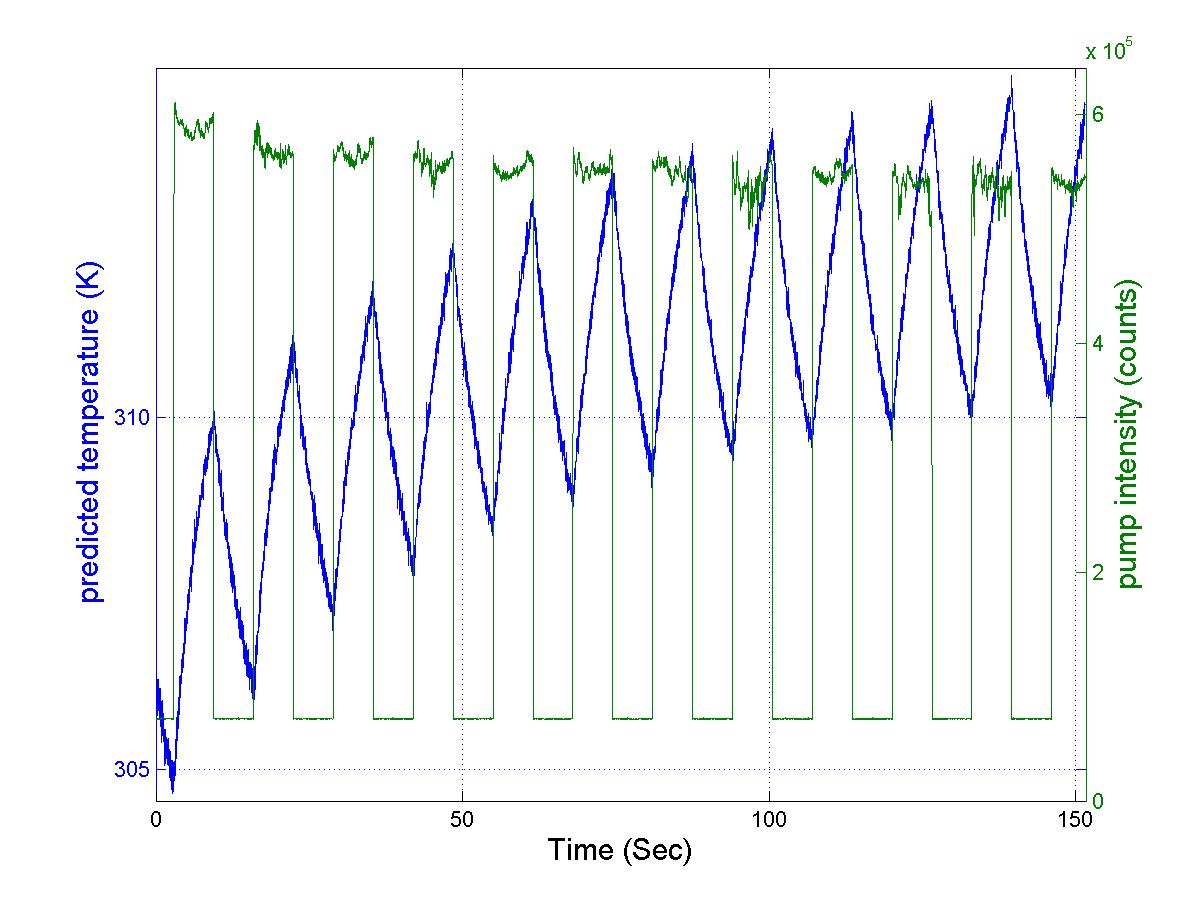 x 10^5
6
4
2
0
310
305
predicted temperature (K)
pump intensity (counts)
0
50
100
150
Time (Sec)